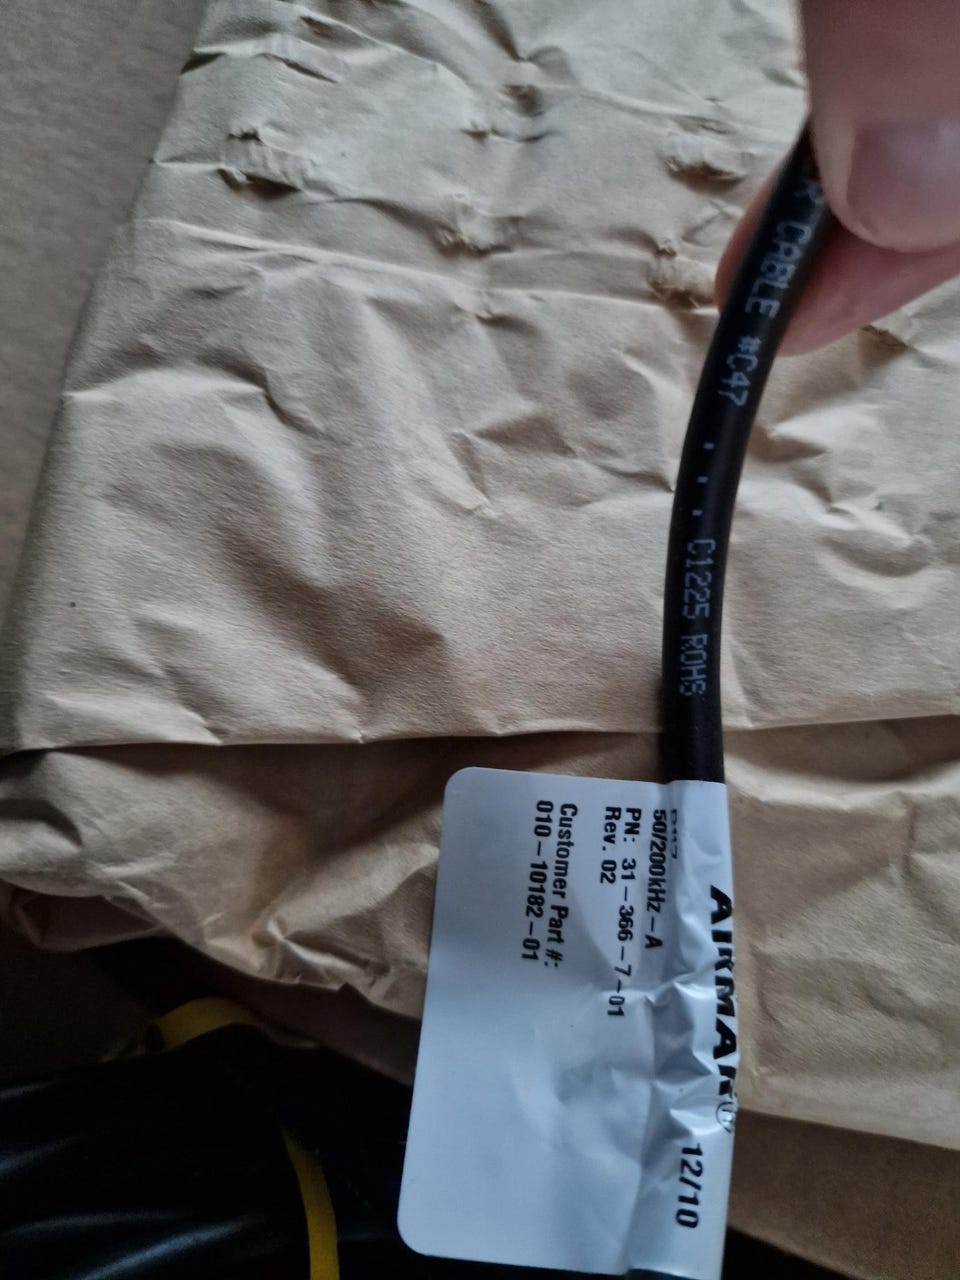 CABLE #C47 . . . C1225 ROHS
AIRMAR® 12/10
50/200kHz-A
PN: 31-366-7-01
Rev. 02
Customer Part #:
010-10182-01